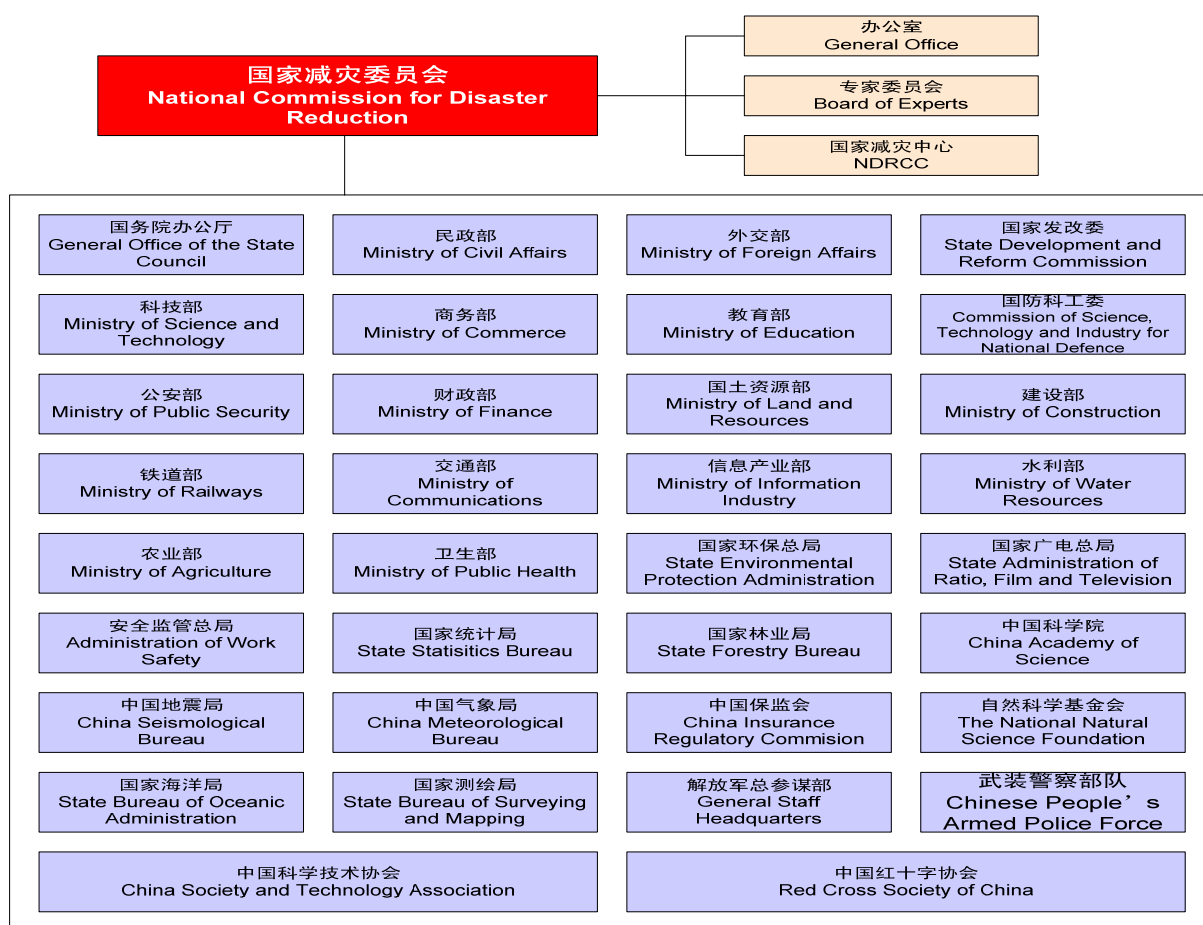 办公室
General Office
国家减灾委员会
National Commission for Disaster
Reduction
专家委员会
Board of Experts
国家减灾中心
NDRCC
国务院办公厅
General Office of the State
Council
民政部
Ministry of Civil Affairs
外交部
Ministry of Foreign Affairs
国家发改委
State Development and
Reform Commission
科技部
Ministry of Science and
Technology
商务部
Ministry of Commerce
教育部
Ministry of Education
国防科工委
Commission of Science,
Technology and Industry for
National Defence
公安部
Ministry of Public Security
财政部
Ministry of Finance
国土资源部
Ministry of Land and
Resources
建设部
Ministry of Construction
铁道部
Ministry of Railways
交通部
Ministry of
Communications
信息产业部
Ministry of Information
Industry
水利部
Ministry of Water
Resources
农业部
Ministry of Agriculture
卫生部
Ministry of Public Health
国家环保总局
State Environmental
Protection Administration
国家广电总局
State Administration of
Ratio, Film and Television
安全监管总局
Administration of Work
Safety
国家统计局
State Statisitics Bureau
国家林业局
State Forestry Bureau
中国科学院
China Academy of
Science
中国地震局
China Seismological
Bureau
中国气象局
China Meteorological
Bureau
中国保监会
China Insurance
Regulatory Commision
自然科学基金会
The National Natural
Science Foundation
国家海洋局
State Bureau of Oceanic
Administration
国家测绘局
State Bureau of Surveying
and Mapping
解放军总参谋部
General Staff
Headquarters
武装警察部队
Chinese People’s
Armed Police Force
中国科学技术协会
China Society and Technology Association
中国红十字协会
Red Cross Society of China